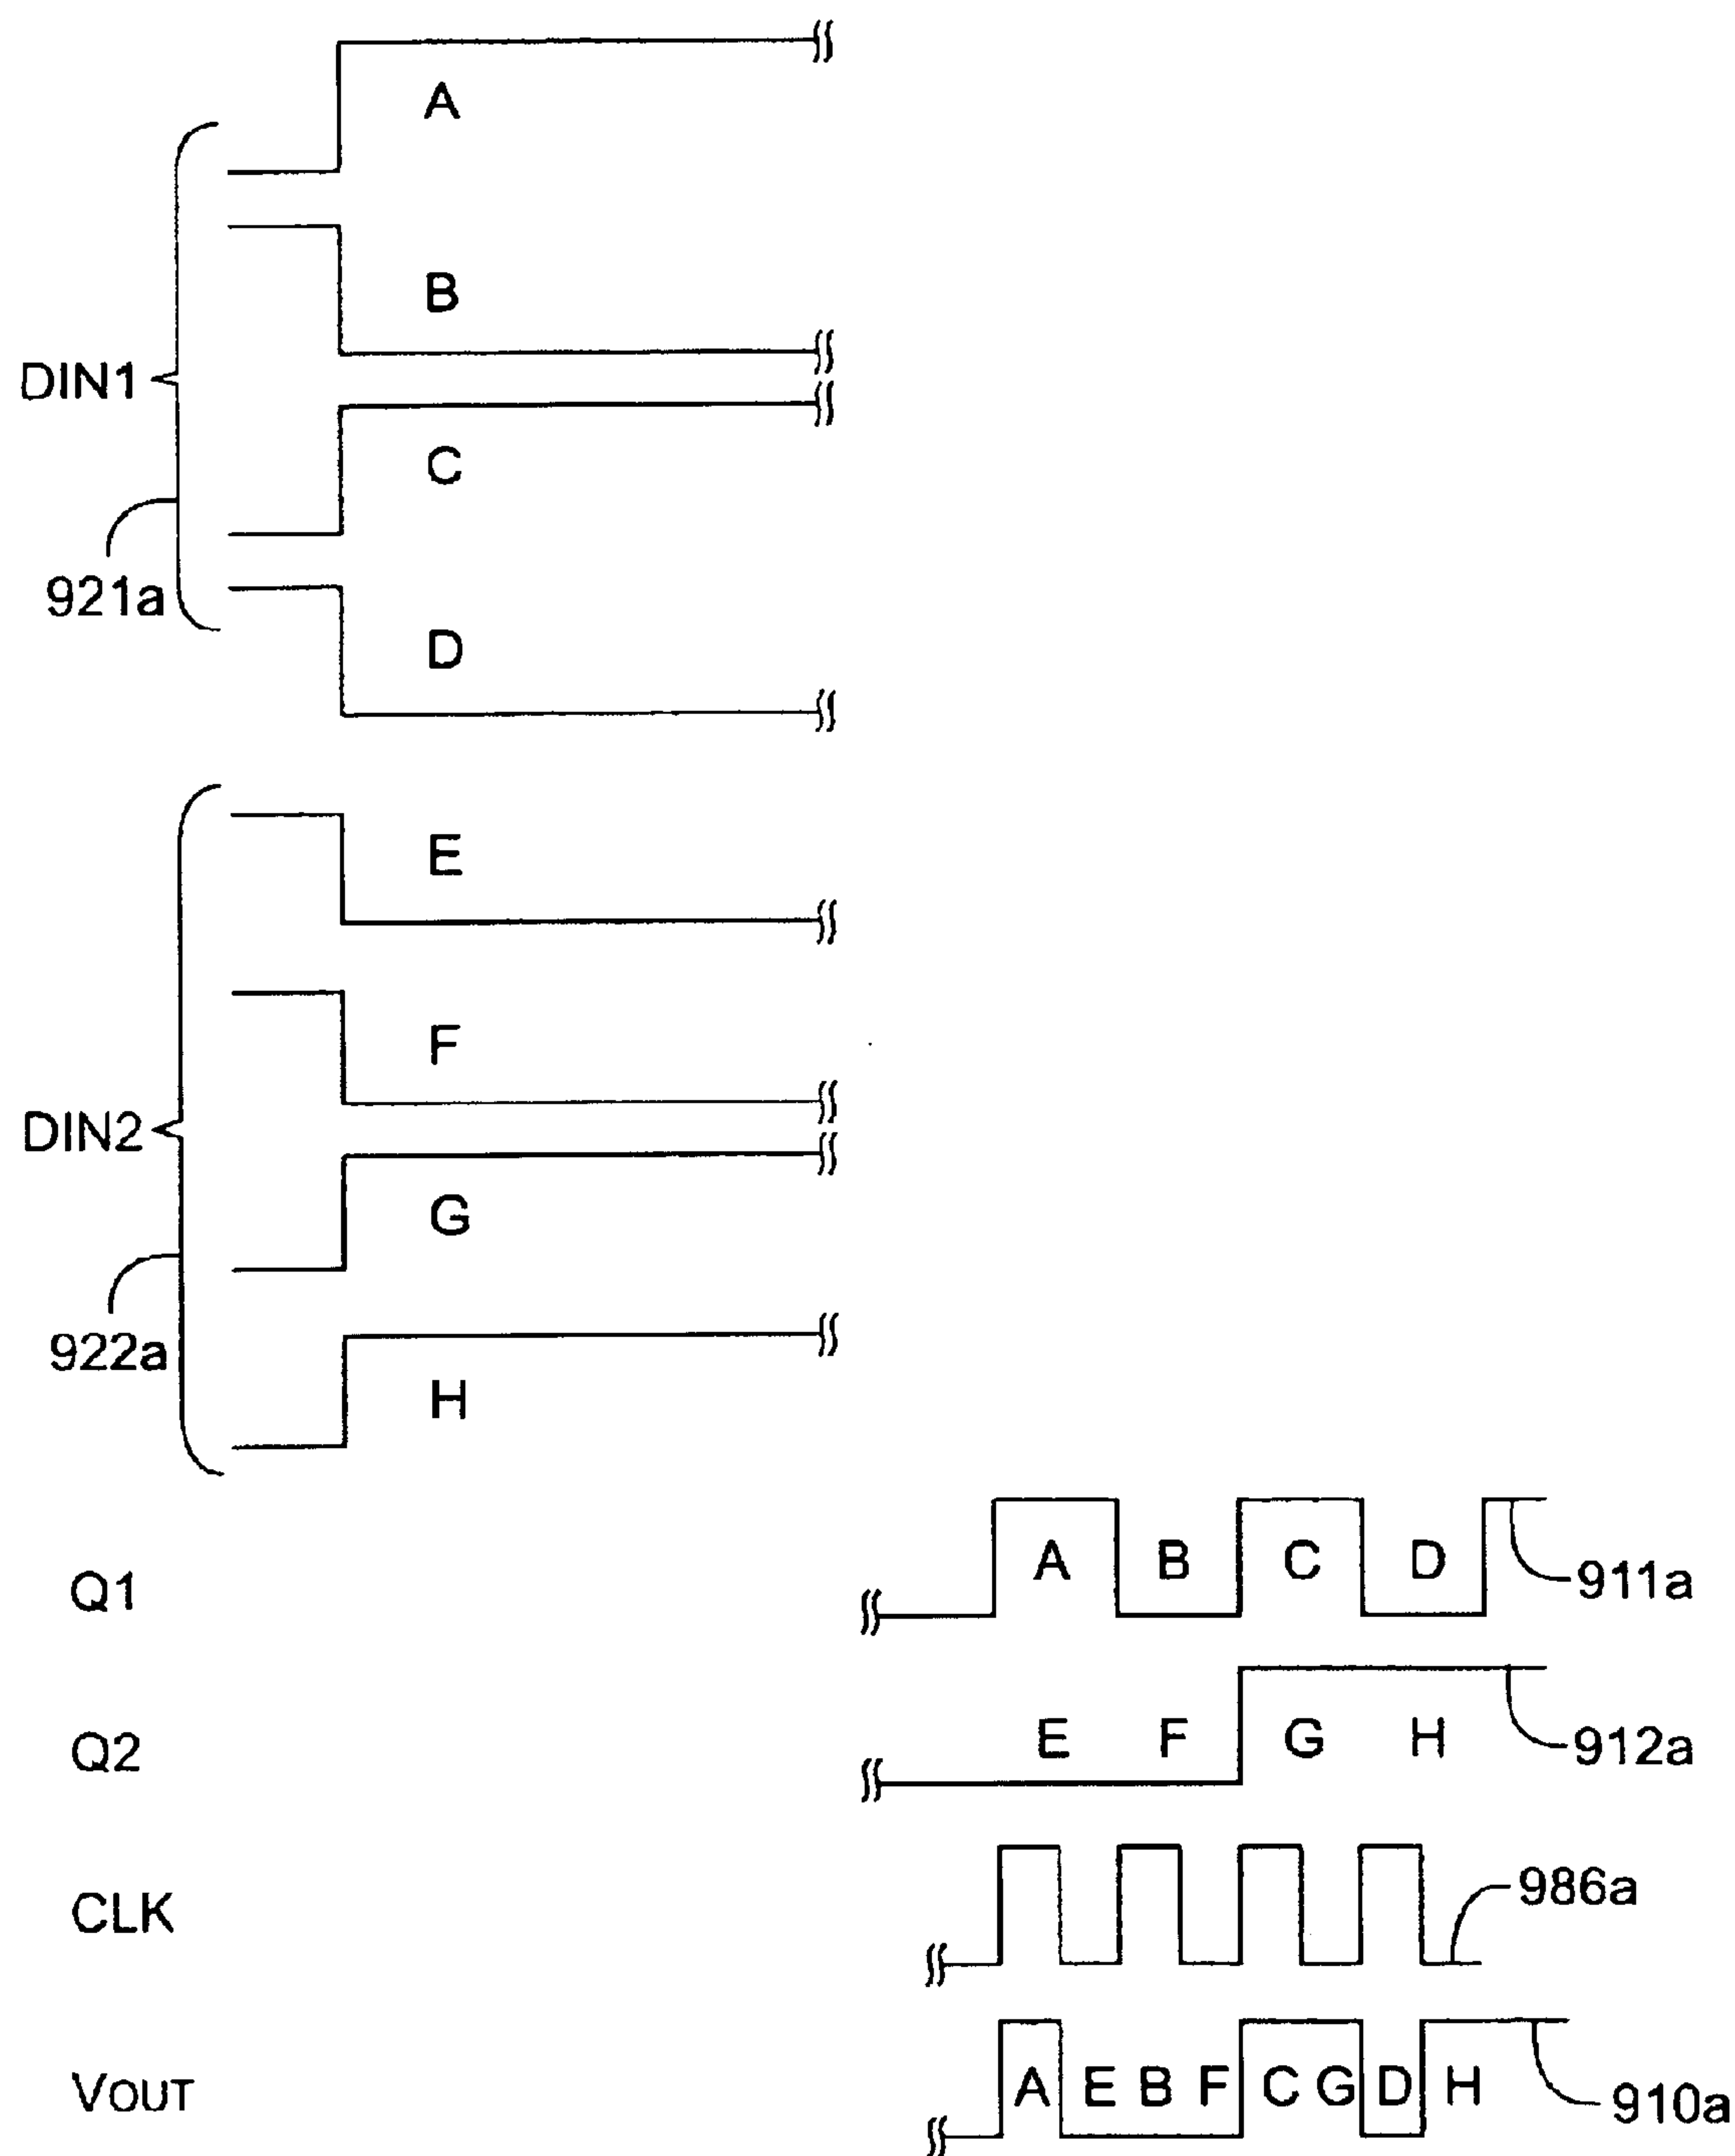 A
B
DIN1
C
921a
D
E
F
DIN2
G
922a
H
Q1
A B C D
911a
Q2
E F G H
912a
CLK
986a
VOUT
A E B F C G D H
910a